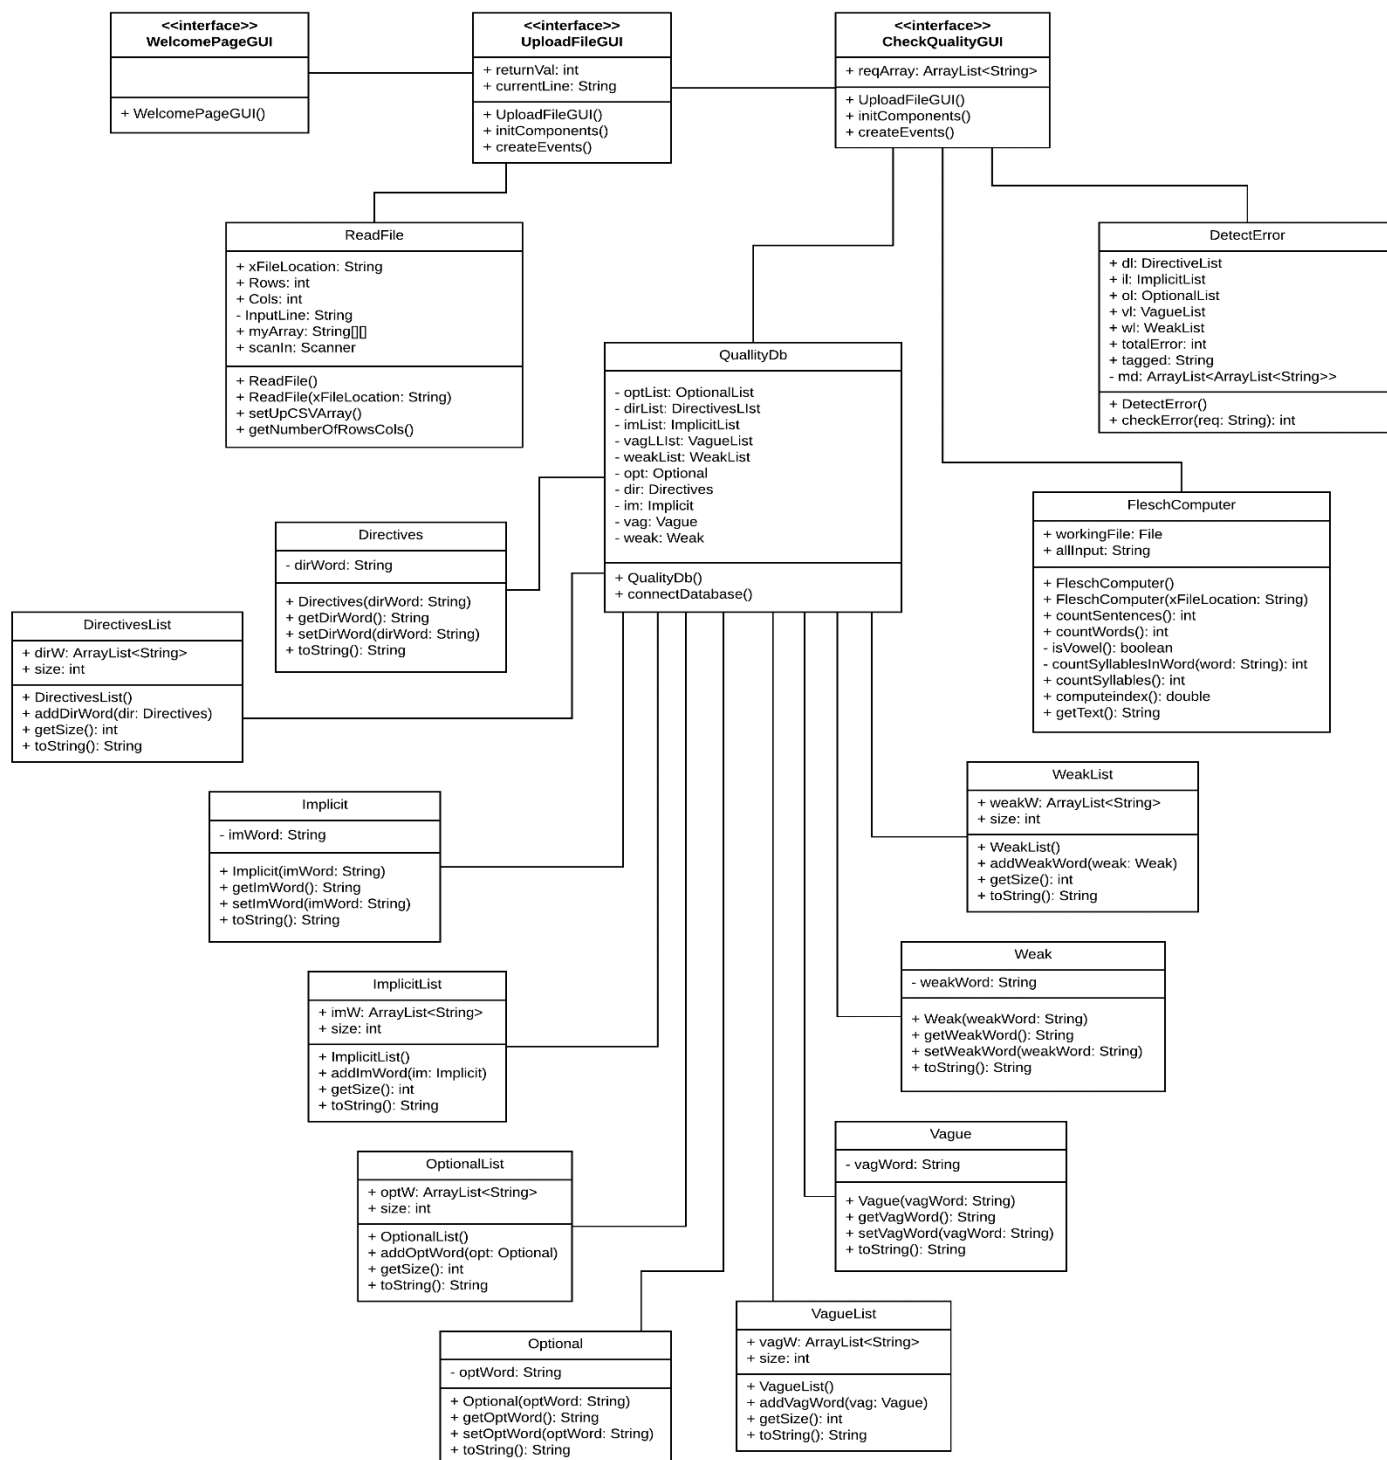 <<interface>>
WelcomePageGUI
+ WelcomePageGUI()
<<interface>>
UploadFileGUI
+ returnVal: int
+ currentLine: String
+ UploadFileGUI()
+ initComponents()
+ createEvents()
<<interface>>
CheckQualityGUI
+ reqArray: ArrayList<String>
+ UploadFileGUI()
+ initComponents()
+ createEvents()
ReadFile
+ xFileLocation: String
+ Rows: int
+ Cols: int
- InputLine: String
+ myArray: String[][]
+ scanIn: Scanner
+ ReadFile()
+ ReadFile(xFileLocation: String)
+ setUpCSVArray()
+ getNumberOfRowsCols()
DetectError
+ dl: DirectiveList
+ il: ImplicitList
+ ol: OptionalList
+ vl: VagueList
+ wl: WeakList
+ totalError: int
+ tagged: String
- md: ArrayList<ArrayList<String>>
+ DetectError()
+ checkError(req: String): int
QuallityDb
- optList: OptionalList
- dirList: DirectivesLIst
- imList: ImplicitList
- vagLLIst: VagueList
- weakList: WeakList
- opt: Optional
- dir: Directives
- im: Implicit
- vag: Vague
- weak: Weak
+ QualityDb()
+ connectDatabase()
FleschComputer
+ workingFile: File
+ allInput: String
+ FleschComputer()
+ FleschComputer(xFileLocation: String)
+ countSentences(): int
+ countWords(): int
- isVowel(): boolean
- countSyllablesInWord(word: String): int
+ countSyllables(): int
+ computeindex(): double
+ getText(): String
Directives
- dirWord: String
+ Directives(dirWord: String)
+ getDirWord(): String
+ setDirWord(dirWord: String)
+ toString(): String
DirectivesList
+ dirW: ArrayList<String>
+ size: int
+ DirectivesList()
+ addDirWord(dir: Directives)
+ getSize(): int
+ toString(): String
WeakList
+ weakW: ArrayList<String>
+ size: int
+ WeakList()
+ addWeakWord(weak: Weak)
+ getSize(): int
+ toString(): String
Implicit
- imWord: String
+ Implicit(imWord: String)
+ getImWord(): String
+ setImWord(imWord: String)
+ toString(): String
Weak
- weakWord: String
+ Weak(weakWord: String)
+ getWeakWord(): String
+ setWeakWord(weakWord: String)
+ toString(): String
ImplicitList
+ imW: ArrayList<String>
+ size: int
+ ImplicitList()
+ addImWord(im: Implicit)
+ getSize(): int
+ toString(): String
Vague
- vagWord: String
+ Vague(vagWord: String)
+ getVagWord(): String
+ setVagWord(vagWord: String)
+ toString(): String
OptionalList
+ optW: ArrayList<String>
+ size: int
+ OptionalList()
+ addOptWord(opt: Optional)
+ getSize(): int
+ toString(): String
VagueList
+ vagW: ArrayList<String>
+ size: int
+ VagueList()
+ addVagWord(vag: Vague)
+ getSize(): int
+ toString(): String
Optional
- optWord: String
+ Optional(optWord: String)
+ getOptWord(): String
+ setOptWord(optWord: String)
+ toString(): String